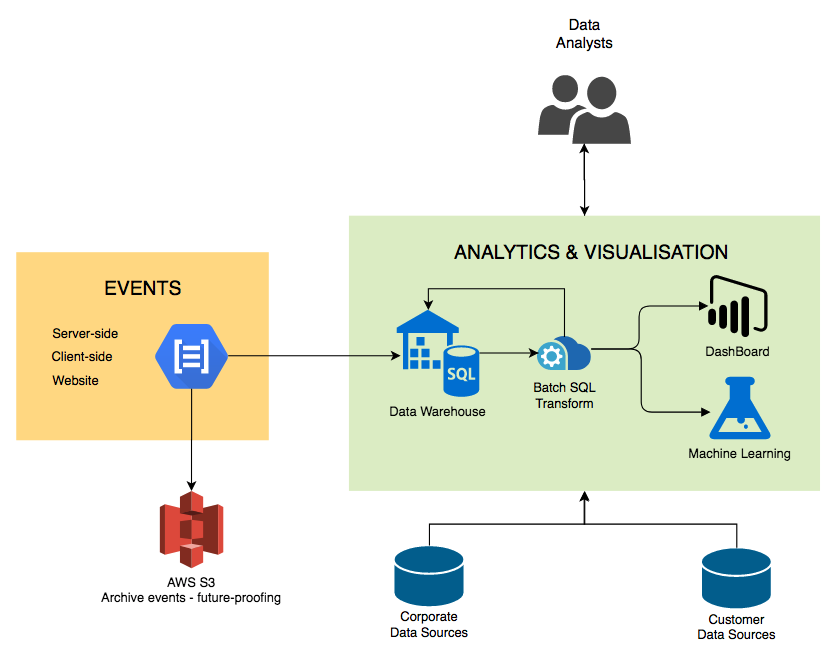 Data
Analysts
ANALYTICS & VISUALISATION
EVENTS
Server-side
Client-side
Website
SQL
Data Warehouse
Batch SQL
Transform
DashBoard
Machine Learning
AWS S3
Archive events - future-proofing
Corporate
Data Sources
Customer
Data Sources